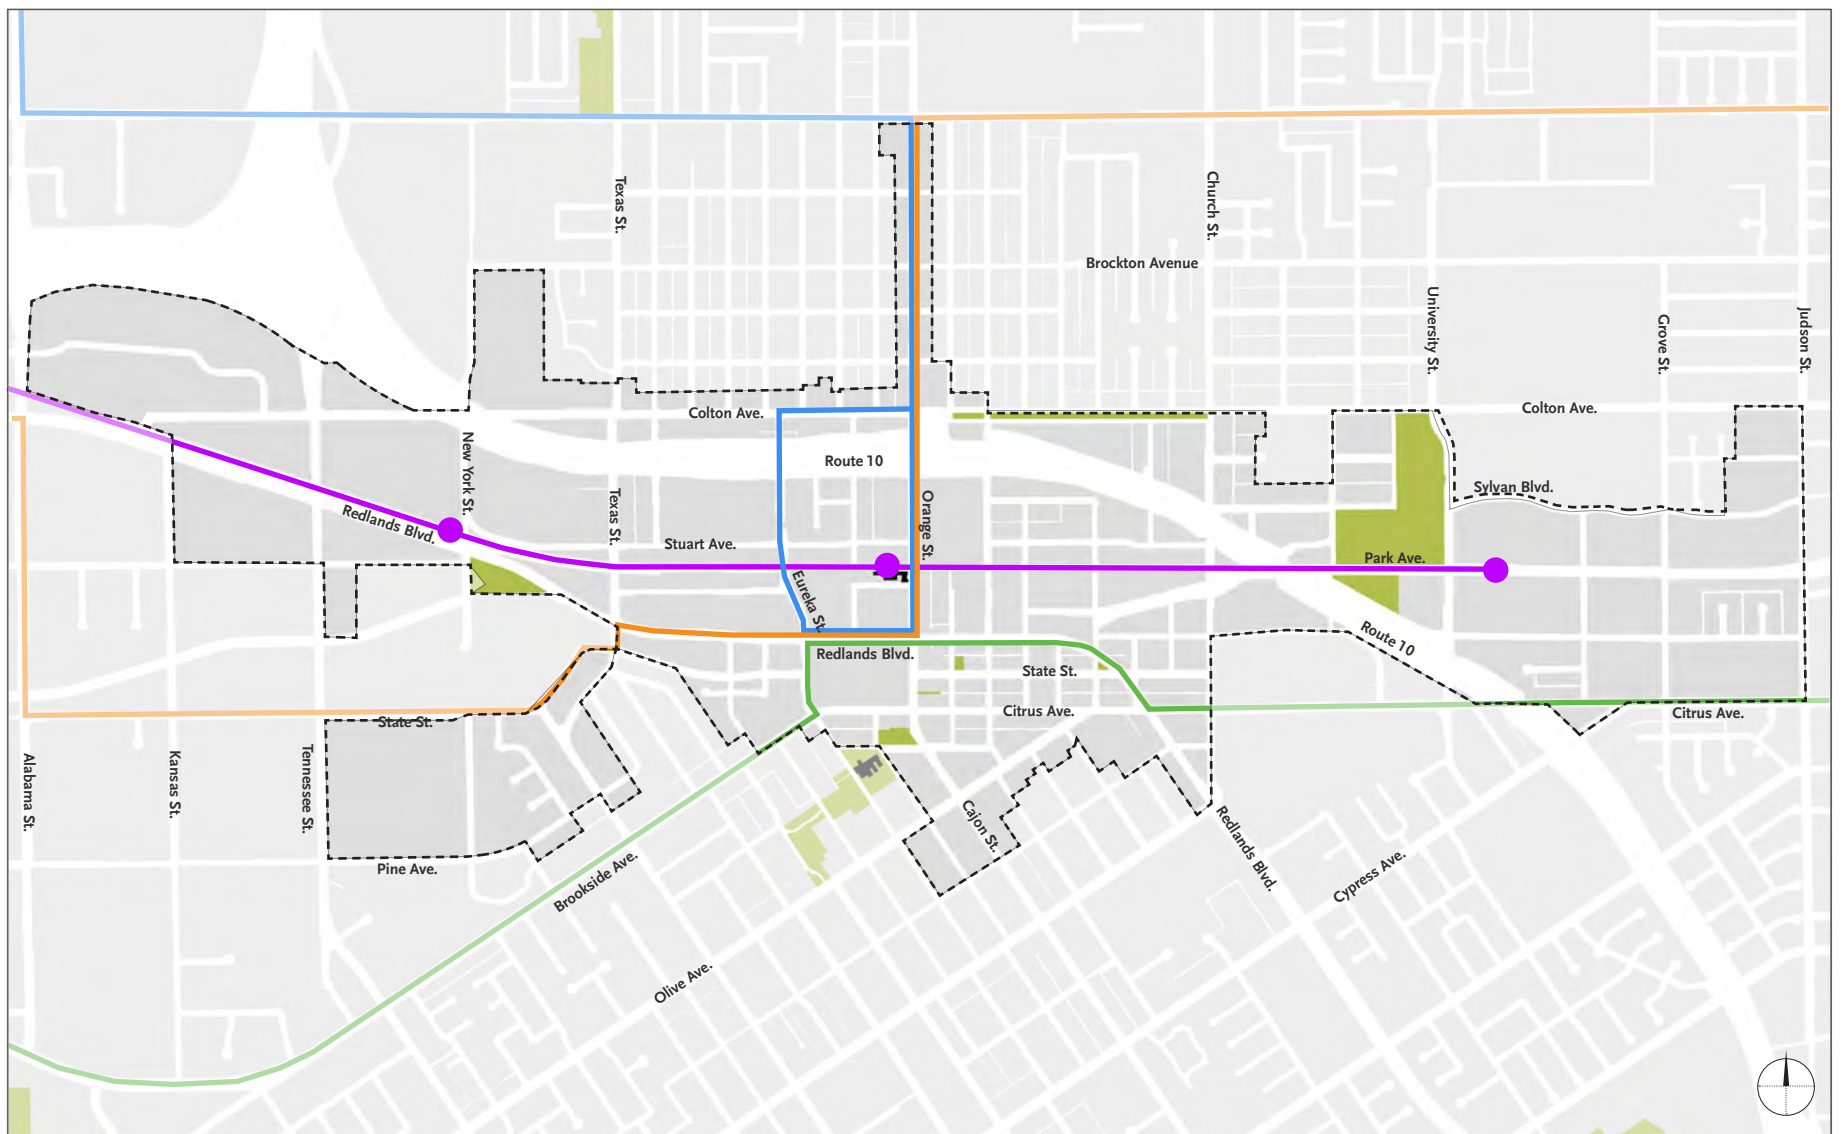 Texas St.
Church St.
Brockton Avenue
University St.
Grove St.
Judson St.
Colton Ave.
Colton Ave.
New York St.
Route 10
Sylvan Blvd.
Texas St.
Orange St.
Redlands Blvd.
Stuart Ave.
Park Ave.
Eureka St.
Route 10
Redlands Blvd.
State St.
Citrus Ave.
Citrus Ave.
State St.
Alabama St.
Kansas St.
Tennessee St.
Cajon St.
Redlands Blvd.
Pine Ave.
Brookside Ave.
Cypress Ave.
Olive Ave.